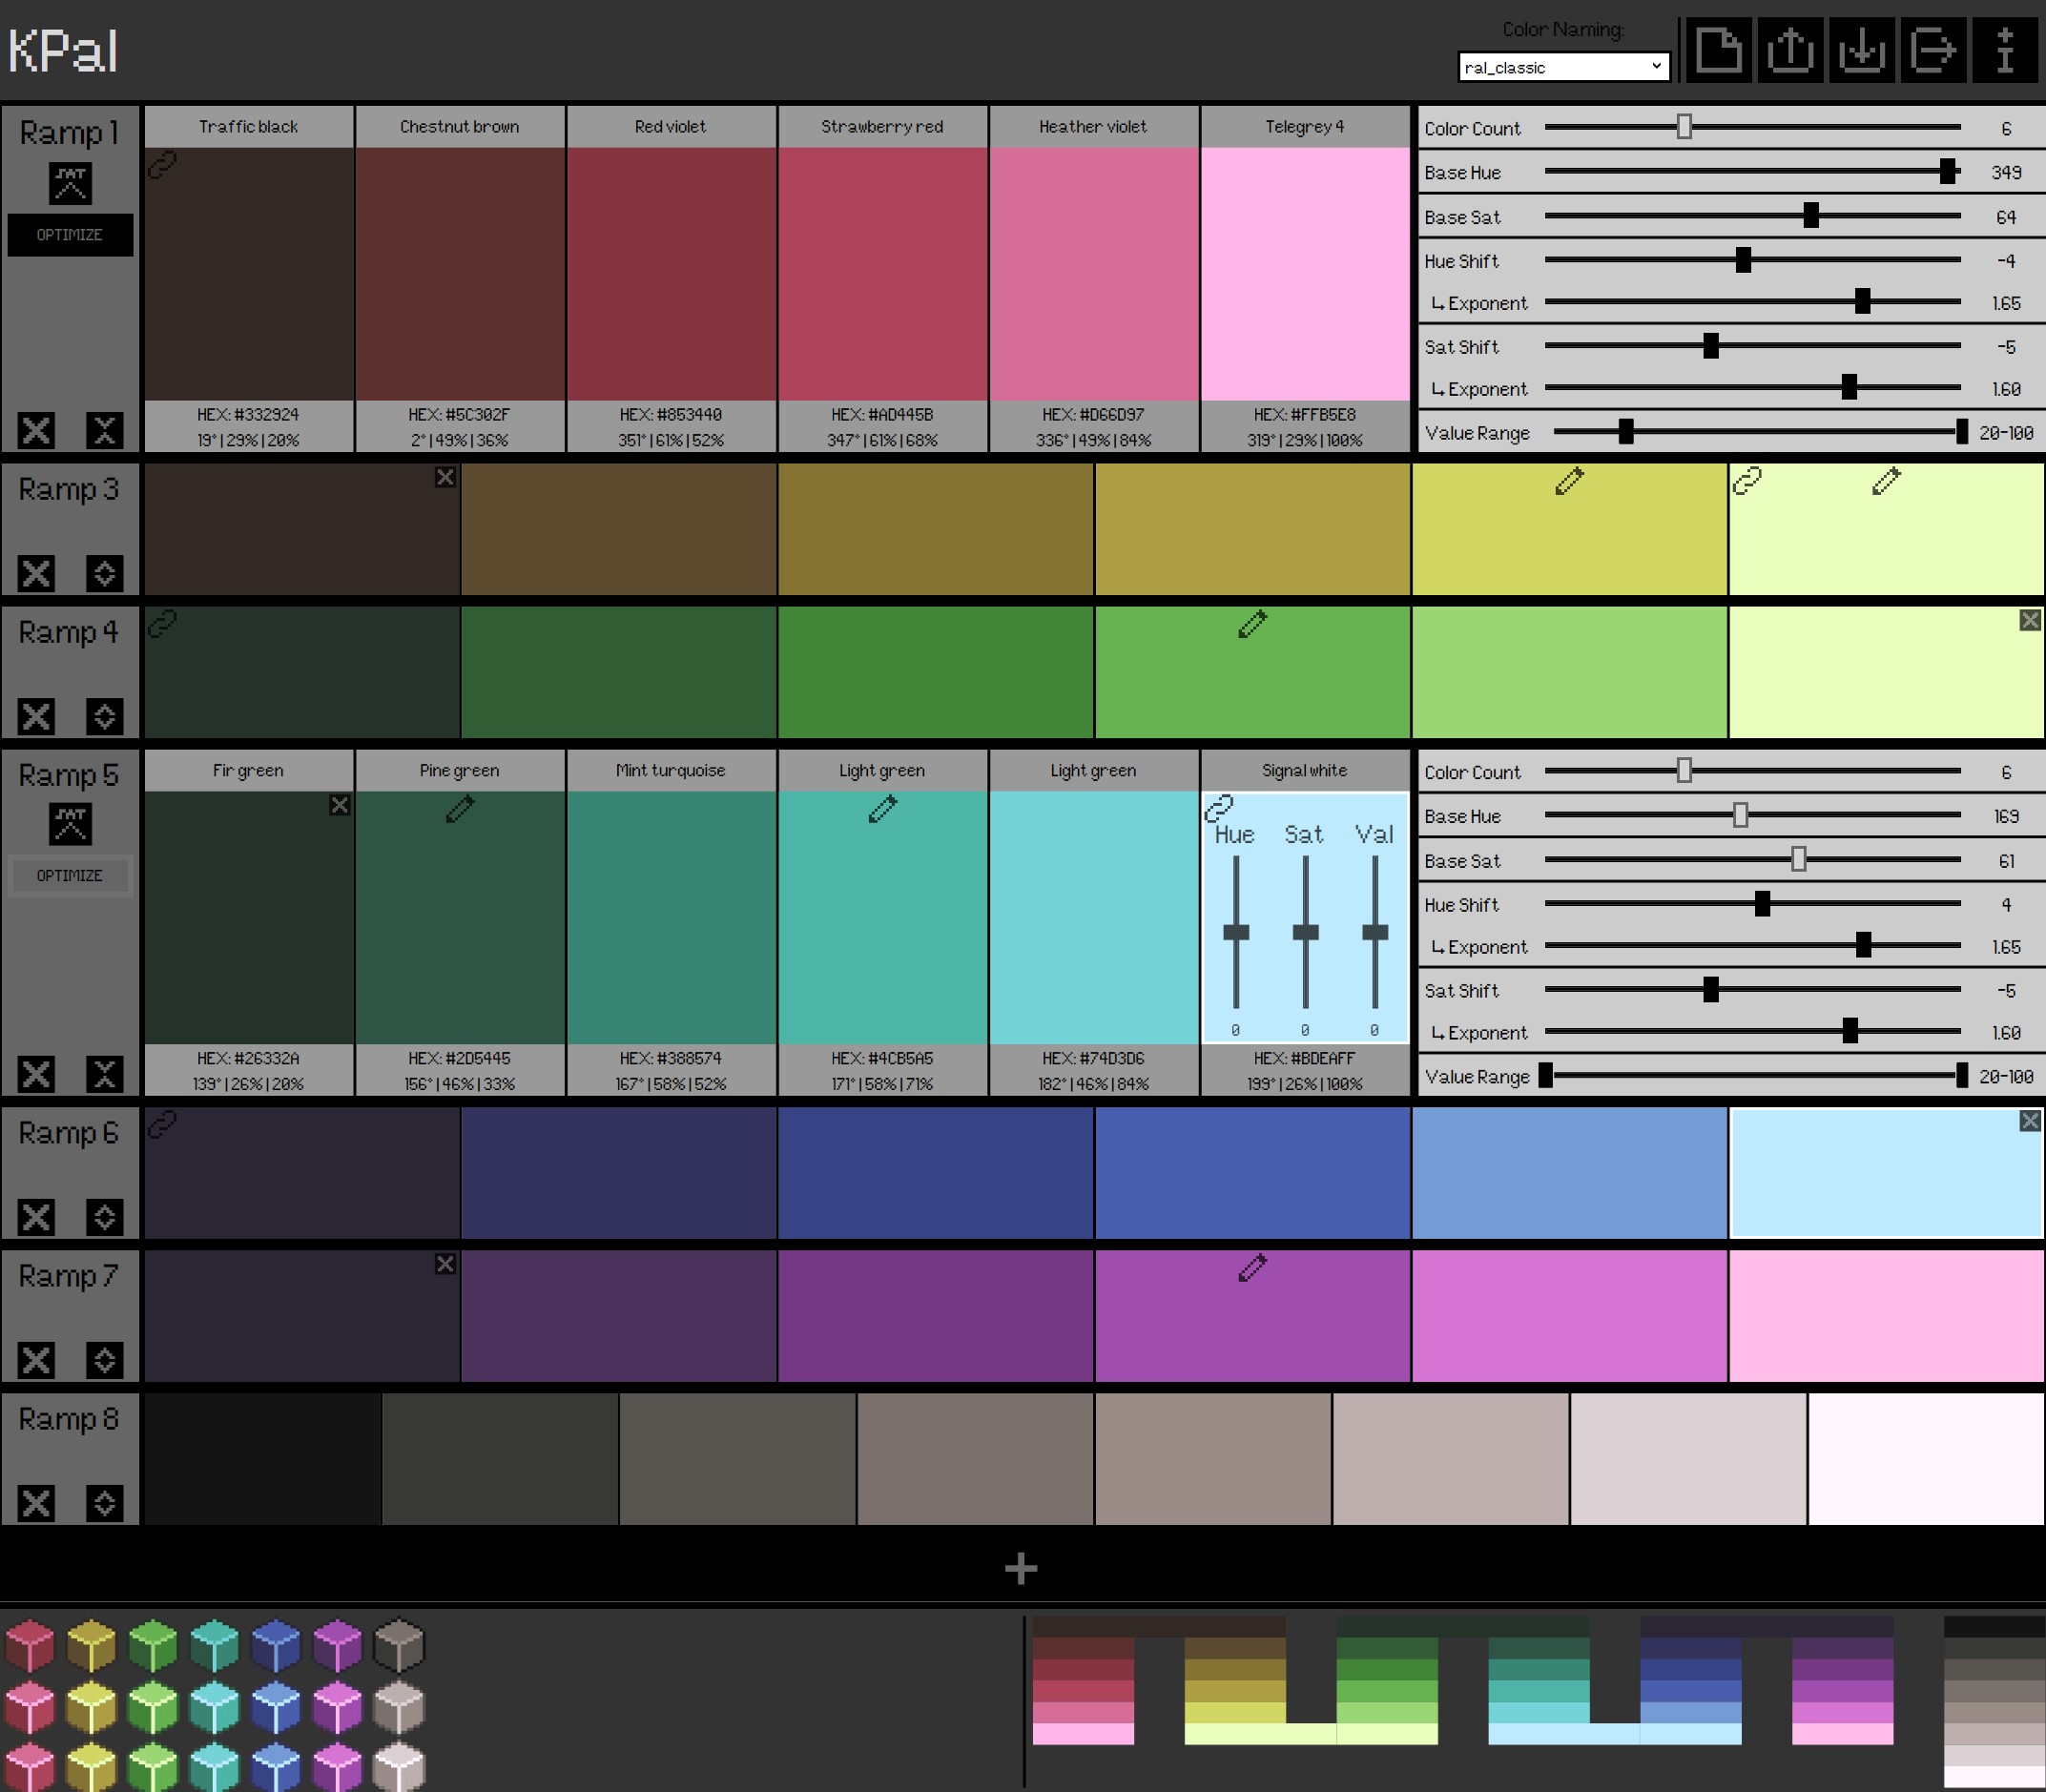 KPal
Color Naming:
ral_classic
Ramp 1
SAT
OPTIMIZE
Traffic black
Chestnut brown
Red violet
Strawberry red
Heather violet
Telegrey 4
HEX: #332924
19°|29%|20%
HEX: #5C302F
2°|49%|36%
HEX: #853440
351°|61%|52%
HEX: #AD445B
347°|61%|68%
HEX: #D66D97
336°|49%|84%
HEX: #FFB5E8
319°|29%|100%
Color Count 6
Base Hue 349
Base Sat 64
Hue Shift -4
↳ Exponent 1.65
Sat Shift -5
↳ Exponent 1.60
Value Range 20-100
Ramp 3
Ramp 4
Ramp 5
SAT
OPTIMIZE
Fir green
Pine green
Mint turquoise
Light green
Light green
Signal white
Hue Sat Val
0 0 0
HEX: #26332A
139°|26%|20%
HEX: #2D5445
156°|46%|33%
HEX: #388574
167°|58%|52%
HEX: #4CB5A5
171°|58%|71%
HEX: #74D3D6
182°|46%|84%
HEX: #BDEAFF
199°|26%|100%
Color Count 6
Base Hue 169
Base Sat 61
Hue Shift 4
↳ Exponent 1.65
Sat Shift -5
↳ Exponent 1.60
Value Range 20-100
Ramp 6
Ramp 7
Ramp 8